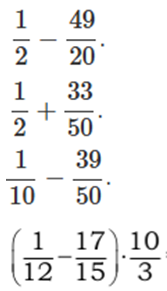 1/2 − 49/20.
1/2 + 33/50.
1/10 − 39/50.
(1/12 − 17/15) · 10/3